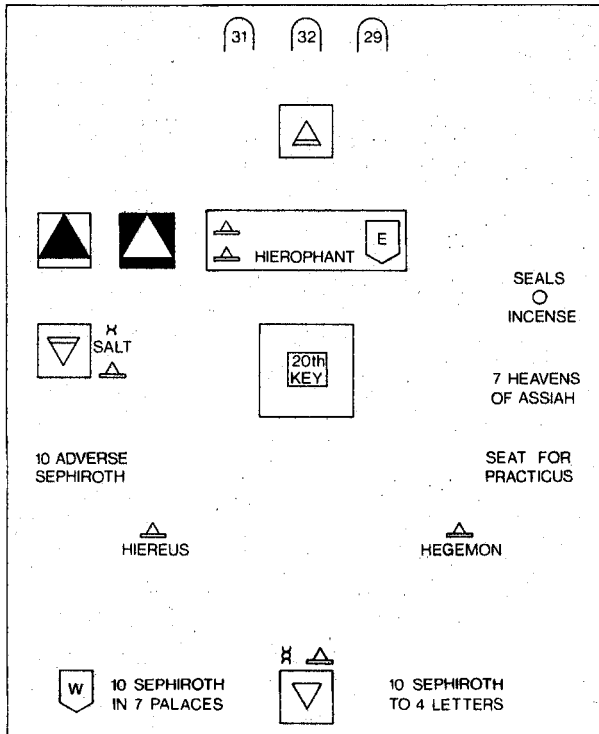 31 32 29
E
HIEROPHANT
SEALS
INCENSE
SALT
20th
KEY
7 HEAVENS
OF ASSIAH
10 ADVERSE
SEPHIROTH
SEAT FOR
PRACTICUS
HIEREUS
HEGEMON
W
10 SEPHIROTH
IN 7 PALACES
10 SEPHIROTH
TO 4 LETTERS